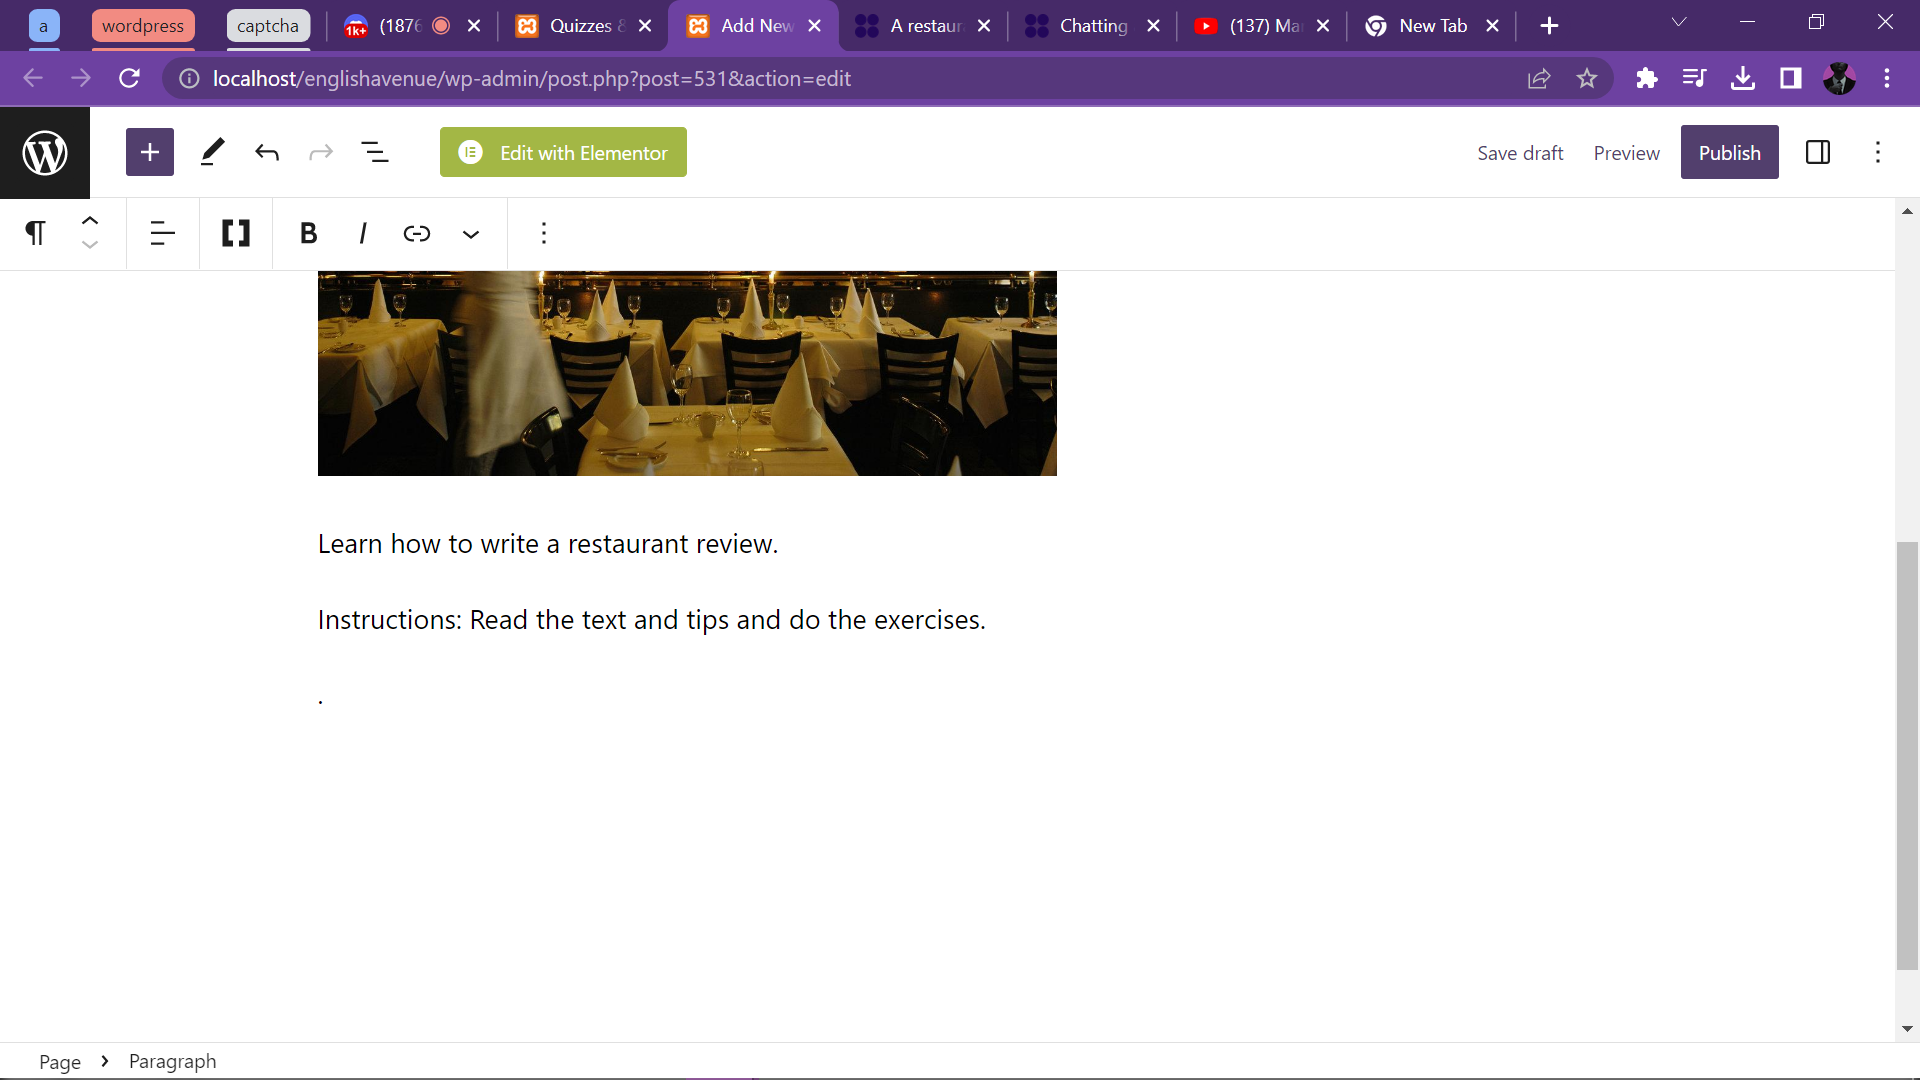 a
wordpress
captcha
1k+
(1876
Quizzes &
Add New
A restaur
Chatting
(137) Ma
New Tab
localhost/englishavenue/wp-admin/post.php?post=531&action=edit
Edit with Elementor
Save draft
Preview
Publish
B
I
Learn how to write a restaurant review.
Instructions: Read the text and tips and do the exercises.
.
Page
Paragraph